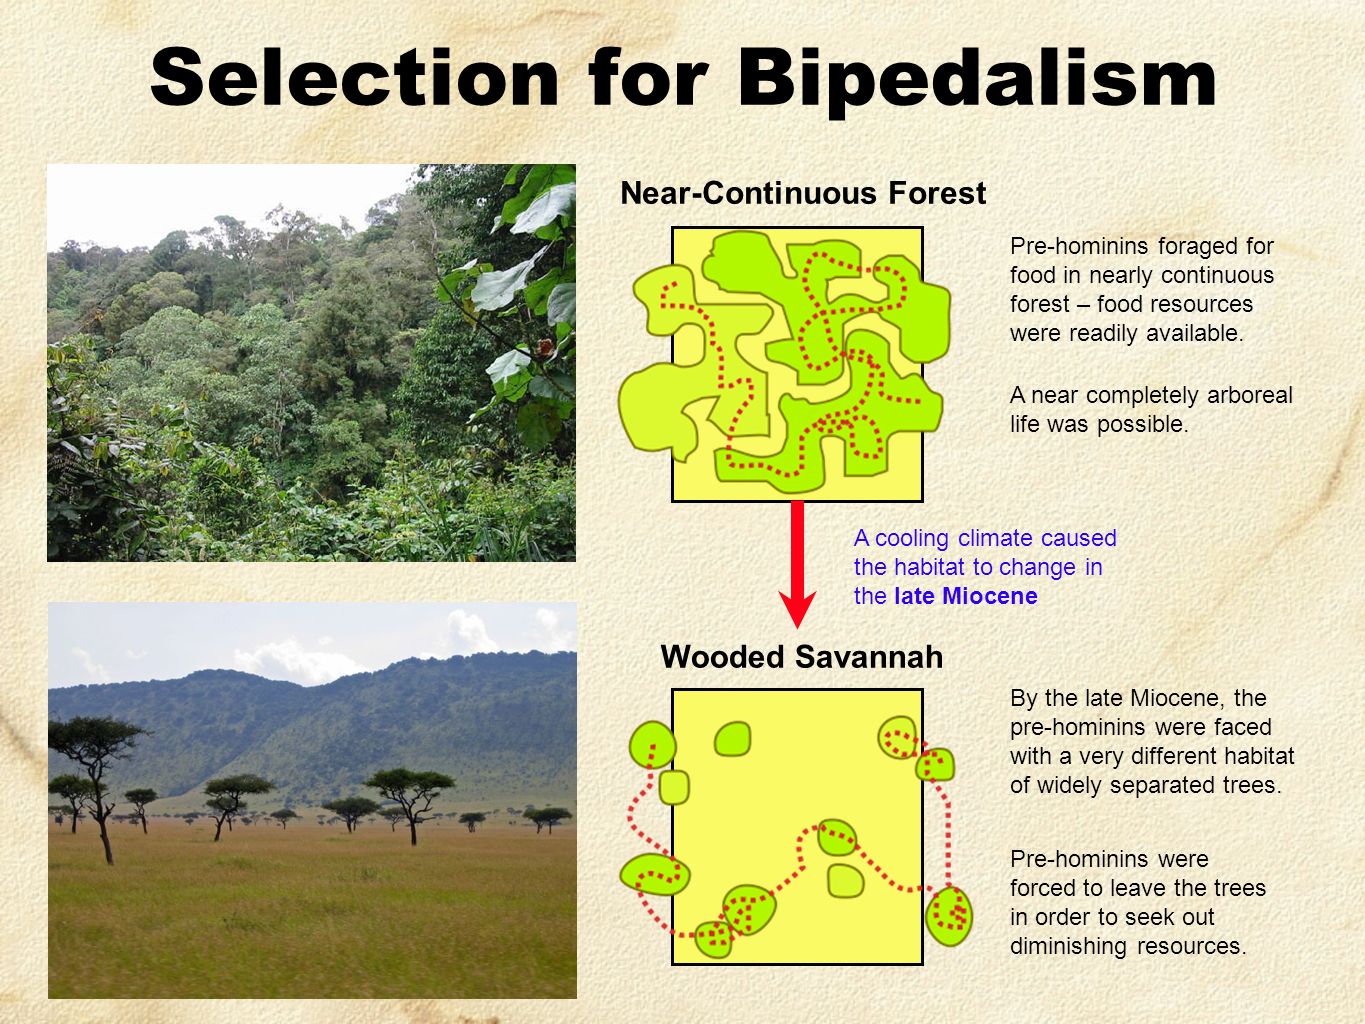 Selection for Bipedalism
Near-Continuous Forest
Pre-hominins foraged for
food in nearly continuous
forest – food resources
were readily available.
A near completely arboreal
life was possible.
A cooling climate caused
the habitat to change in
the late Miocene
Wooded Savannah
By the late Miocene, the
pre-hominins were faced
with a very different habitat
of widely separated trees.
Pre-hominins were
forced to leave the trees
in order to seek out
diminishing resources.